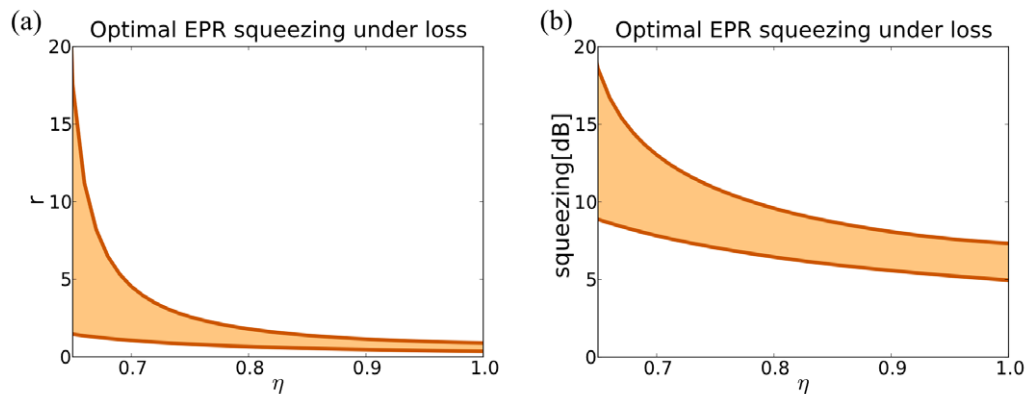 (a)
Optimal EPR squeezing under loss
20
15
10
5
0
r
0.7
0.8
0.9
1.0
η
(b)
Optimal EPR squeezing under loss
20
15
10
5
0
squeezing[dB]
0.7
0.8
0.9
1.0
η